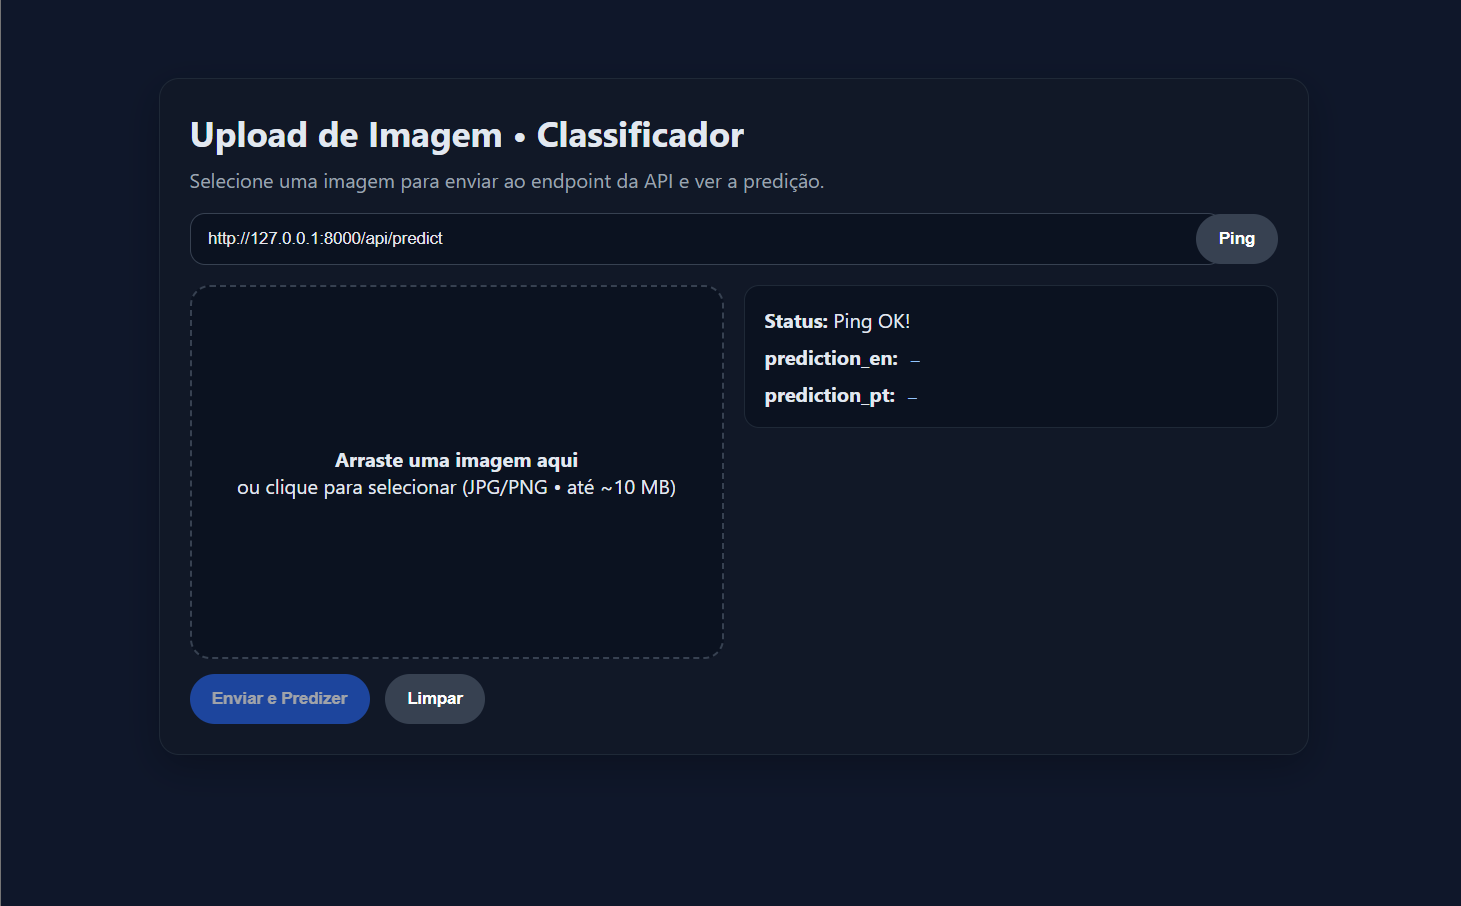 Upload de Imagem • Classificador
Selecione uma imagem para enviar ao endpoint da API e ver a predição.
http://127.0.0.1:8000/api/predict
Ping
Arraste uma imagem aqui
ou clique para selecionar (JPG/PNG • até ~10 MB)
Status: Ping OK!
prediction_en: –
prediction_pt: –
Enviar e Predizer
Limpar